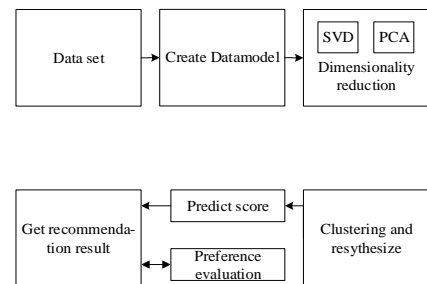 Data set
Create Datamodel
SVD PCA
Dimensionality
reduction
Get recommenda-
tion result
Predict score
Preference
evaluation
Clustering and
resythesize